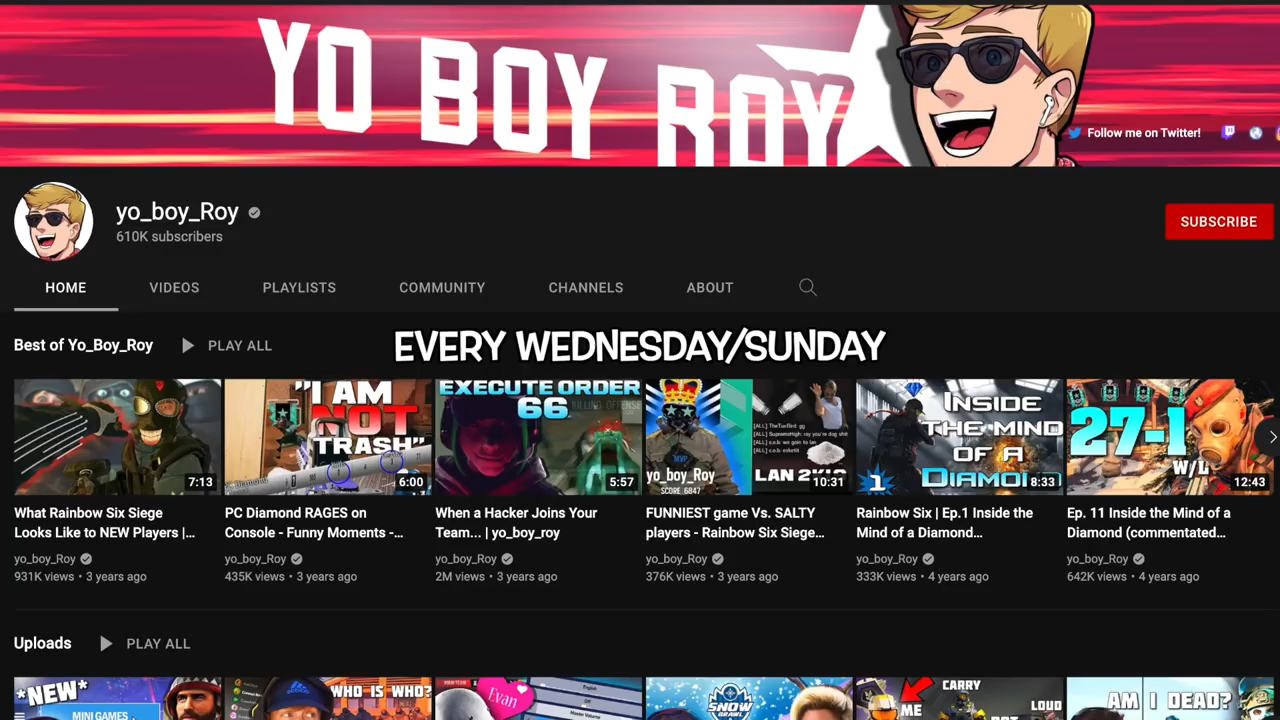 YO BOY ROY
Follow me on Twitter!
yo_boy_Roy
610K subscribers
SUBSCRIBE
HOME VIDEOS PLAYLISTS COMMUNITY CHANNELS ABOUT
EVERY WEDNESDAY/SUNDAY
Best of Yo_Boy_Roy PLAY ALL
7:13
"I AM
NOT
TRASH"
6:00
EXECUTE ORDER
66
5:57
MVP
yo_boy_Roy
SCORE 6847
LAN 2K18
10:31
INSIDE
THE MIND
OF A
DIAMOND
1
8:33
27-1
W/L
12:43
What Rainbow Six Siege
Looks Like to NEW Players |...
yo_boy_Roy
931K views • 3 years ago
PC Diamond RAGES on
Console - Funny Moments -...
yo_boy_Roy
435K views • 3 years ago
When a Hacker Joins Your
Team... | yo_boy_roy
yo_boy_Roy
2M views • 3 years ago
FUNNIEST game Vs. SALTY
players - Rainbow Six Siege...
yo_boy_Roy
376K views • 3 years ago
Rainbow Six | Ep.1 Inside the
Mind of a Diamond...
yo_boy_Roy
333K views • 4 years ago
Ep. 11 Inside the Mind of a
Diamond (commentated...
yo_boy_Roy
642K views • 4 years ago
Uploads PLAY ALL
*NEW*
MINI GAMES
WHO IS WHO?
Evan
English
Off
Master Volume
SNOW
BRAWL
CARRY
ME
LOUD
AM I DEAD?